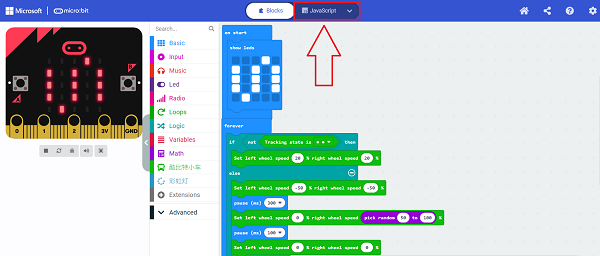 Microsoft
micro:bit
Blocks
JavaScript
Search...
Basic
Input
Music
Led
Radio
Loops
Logic
Variables
Math
酷比特小车
彩虹灯
Extensions
Advanced
0 1 2 3V GND
on start
show leds
forever
if not Tracking state is ● ● then
Set left wheel speed 20 % right wheel speed 20 %
else
Set left wheel speed -50 % right wheel speed -50 %
pause (ms) 300
Set left wheel speed 0 % right wheel speed pick random 50 to 100 %
pause (ms) 100
Set left wheel speed 0 % right wheel speed 0 %